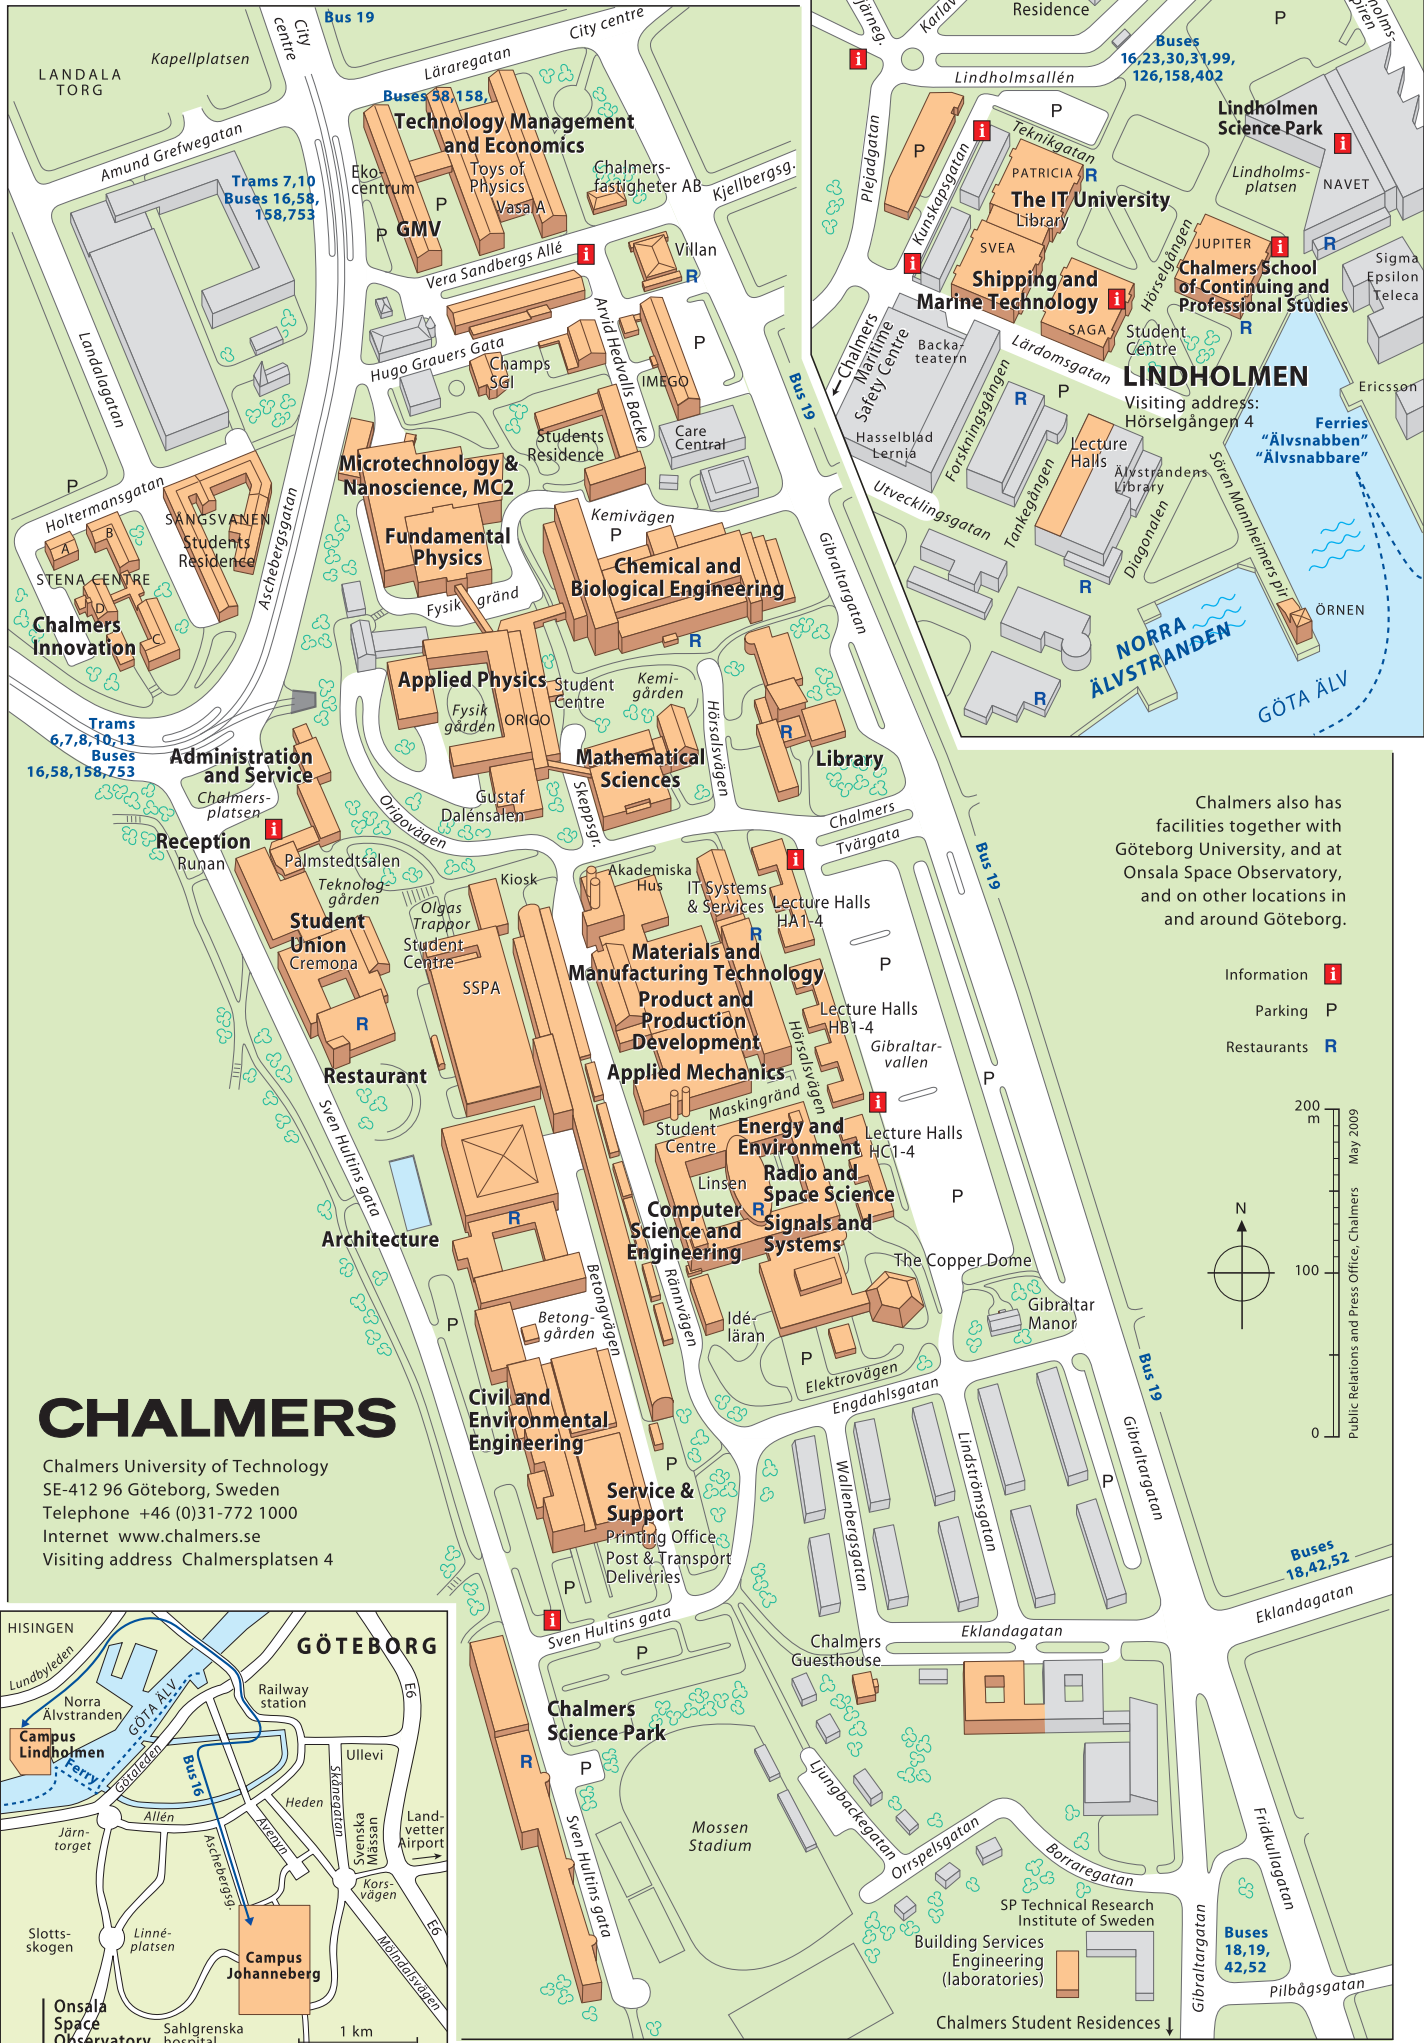 Bus 19
City
centre
City centre
Kapellplatsen
LANDALA
TORG
Läraregatan
Buses 58,158,
Technology Management
and Economics
Amund Grefwegatan
Eko-
centrum
Toys of
Physics
Vasa A
Chalmers-
fastigheter AB
Kjellbergsg.
Trams 7,10
Buses 16,58,
158,753
P
P
GMV
Vera Sandbergs Allé
i
Villan
R
Landalagatan
Hugo Grauers Gata
Arvid Hedvalls Backe
Champs
SGI
IMEGO
P
Bus 19
Students
Residence
Care
Central
Microtechnology &
Nanoscience, MC2
P
Holtermansgatan
SÅNGSVANEN
Students
Residence
Aschebergsgatan
A
B
STENA CENTRE
D
C
Chalmers
Innovation
Kemivägen
P
Fundamental
Physics
Chemical and
Biological Engineering
Gibraltargatan
Fysik gränd
R
Applied Physics
Student
Centre
Kemi-
gården
Fysik
gården
ORIGO
Hörsalsvägen
R
Library
Trams
6,7,8,10,13
Buses
16,58,158,753
Administration
and Service
Mathematical
Sciences
Chalmers-
platsen
Gustaf
Dalénsalen
Skeppsgr.
Origovägen
Chalmers
Tvärgata
i
Reception
Runan
Palmstedtsalen
Teknolog-
gården
Kiosk
Akademiska
Hus
IT Systems
& Services
i
Lecture Halls
HA1-4
Bus 19
Olgas
Trappor
Student
Union
Cremona
Student
Centre
SSPA
R
Materials and
Manufacturing Technology
P
Product and
Production
Development
Lecture Halls
HB1-4
R
Hörsalsvägen
Gibraltar-
vallen
Restaurant
Applied Mechanics
P
Sven Hultins gata
Maskingränd
i
Student
Centre
Energy and
Environment
Lecture Halls
HC1-4
Linsen
Radio and
Space Science
P
R
Computer
Science and
Engineering
R
Signals and
Systems
Architecture
The Copper Dome
Betongvägen
Rännvägen
P
Betong-
gården
Idé-
läran
Gibraltar
Manor
P
Elektrovägen
Engdahlsgatan
Bus 19
Civil and
Environmental
Engineering
P
Wallenbergsgatan
Lindströmsgatan
P
Gibraltargatan
Service &
Support
Printing Office
Post & Transport
Deliveries
P
i
Sven Hultins gata
P
Buses
18,42,52
Eklandagatan
Eklandagatan
Chalmers
Guesthouse
Chalmers
Science Park
R
P
Ljungbackegatan
Mossen
Stadium
Sven Hultins gata
Orrspelsgatan
Borraregatan
Fridkullagatan
SP Technical Research
Institute of Sweden
Building Services
Engineering
(laboratories)
Gibraltargatan
Buses
18,19,
42,52
Pilbågsgatan
Chalmers Student Residences
CHALMERS
Chalmers University of Technology
SE-412 96 Göteborg, Sweden
Telephone +46 (0)31-772 1000
Internet www.chalmers.se
Visiting address Chalmersplatsen 4
Järneg.
Karlav
Residence
P
holms-
piren
i
Buses
16,23,30,31,99,
126,158,402
Lindholmsallén
Plejadgatan
P
P
i
Teknikgatan
Kunskapsgatan
Lindholmen
Science Park
i
Lindholms-
platsen
NAVET
R
PATRICIA
R
The IT University
Library
SVEA
i
Hörselgången
JUPITER
i
Chalmers School
of Continuing and
Professional Studies
R
Sigma
Epsilon
Teleca
Shipping and
Marine Technology
i
SAGA
Student
Centre
Chalmers
Maritime
Safety Centre
Backa-
teatern
Lärdomsgatan
LINDHOLMEN
Visiting address:
Hörselgången 4
Ericsson
Ferries
“Älvsnabben”
“Älvsnabbare”
Forskningsgången
R
P
Hasselblad
Lernia
Lecture
Halls
Älvstrandens
Library
Utvecklingsgatan
Tankegången
Diagonalen
Sören Mannheimers pir
R
ÖRNEN
NORRA
ÄLVSTRANDEN
R
GÖTA ÄLV
Chalmers also has
facilities together with
Göteborg University, and at
Onsala Space Observatory,
and on other locations in
and around Göteborg.
Information i
Parking P
Restaurants R
200
m
100
0
N
Public Relations and Press Office, Chalmers May 2009
HISINGEN
GÖTEBORG
Lundbyleden
Norra
Älvstranden
GÖTA ÄLV
Railway
station
E6
Campus
Lindholmen
Ferry
Götaleden
Bus 16
Ullevi
Skånegatan
Allén
Heden
Avenyn
Svenska
Mässan
Land-
vetter
Airport
Järn-
torget
Aschebergsg.
Kors-
vägen
E6
Slotts-
skogen
Linné-
platsen
Mölndalsvägen
Campus
Johanneberg
Onsala
Space
Observatory
Sahlgrenska
hospital
1 km